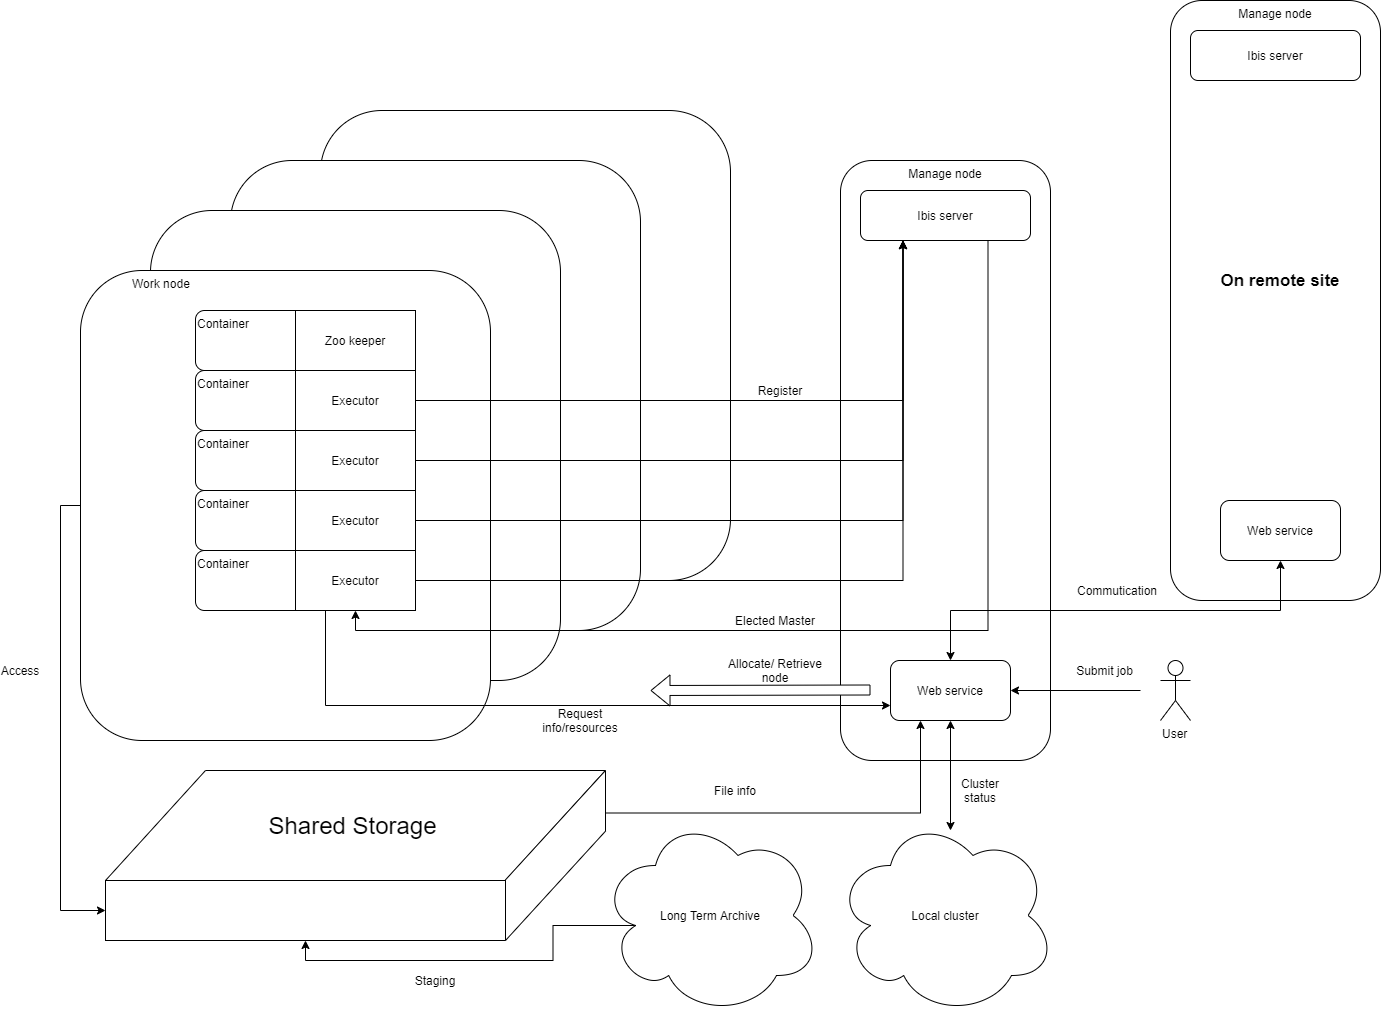 Manage node
Ibis server
On remote site
Web service
Manage node
Ibis server
Work node
Container
Zoo keeper
Container
Executor
Container
Executor
Container
Executor
Container
Executor
Register
Elected Master
Commutication
Allocate/ Retrieve
node
Web service
Submit job
User
Access
Request
info/resources
File info
Cluster
status
Shared Storage
Long Term Archive
Local cluster
Staging